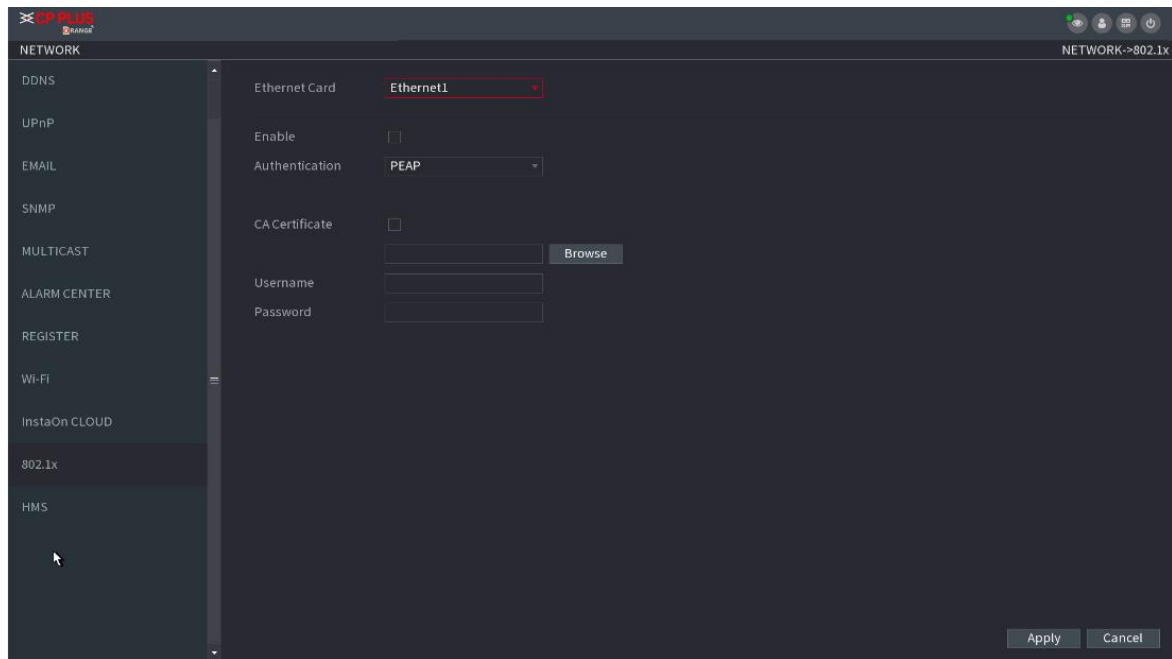 CP PLUS
ORANGE
NETWORK
NETWORK->802.1x
DDNS
UPnP
EMAIL
SNMP
MULTICAST
ALARM CENTER
REGISTER
Wi-Fi
InstaOn CLOUD
802.1x
HMS
Ethernet Card Ethernet1
Enable
Authentication PEAP
CA Certificate
Browse
Username
Password
Apply Cancel